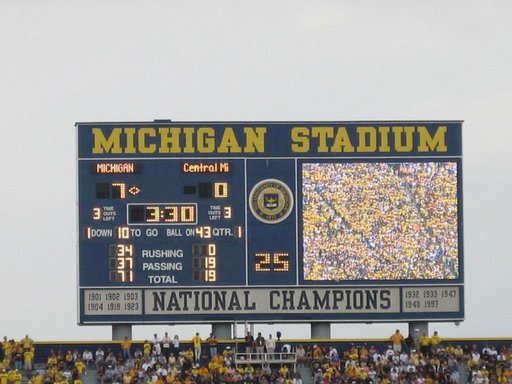 MICHIGAN STADIUM
MICHIGAN Central Mi
7 0
3 TIME OUTS LEFT 3:30 TIME OUTS LEFT 3
1 DOWN 10 TO GO BALL ON 43 QTR. 1
34 RUSHING 0
37 PASSING 19
71 TOTAL 19
25
1901 1902 1903
1904 1918 1923
NATIONAL CHAMPIONS
1932 1933 1947
1948 1997